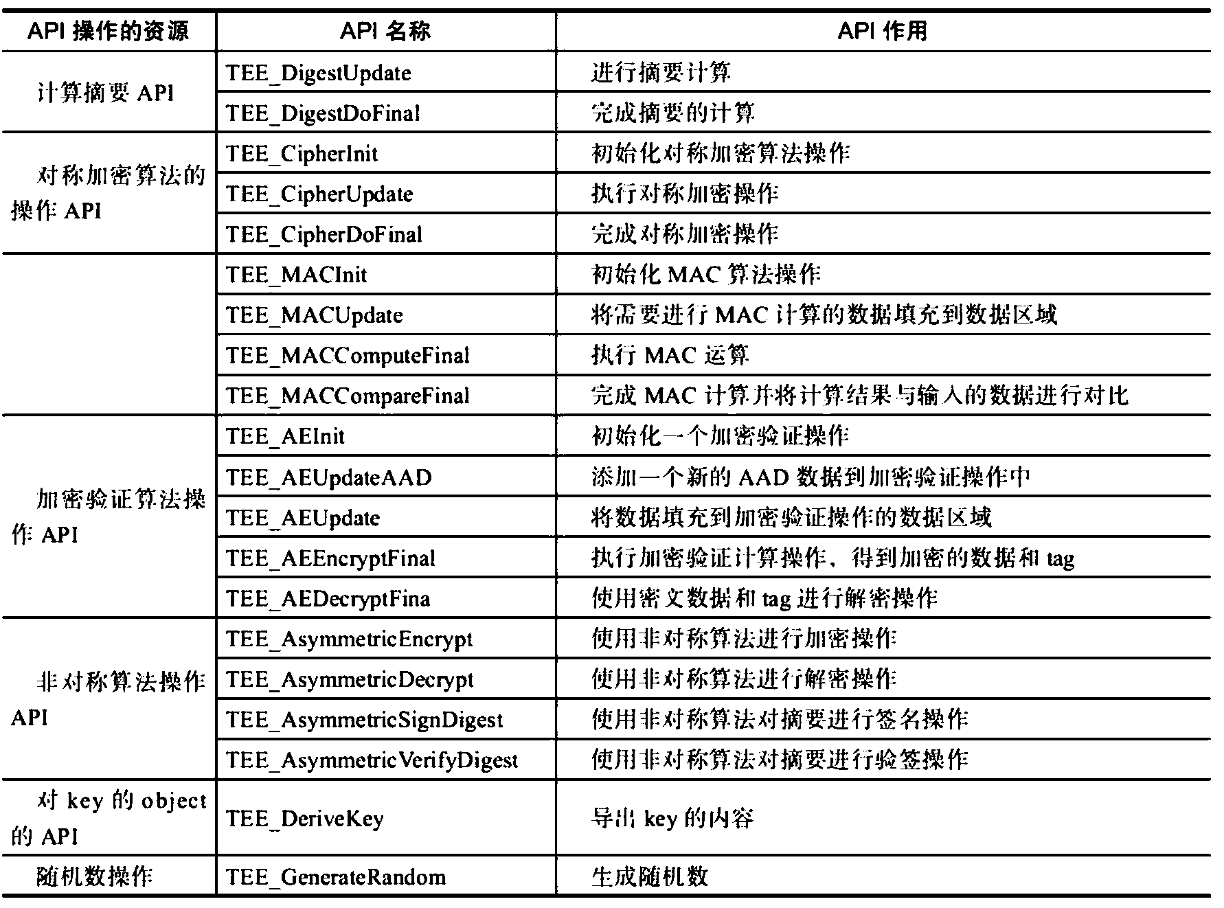 API 操作的资源 API 名称 API 作用
计算摘要 API
TEE_DigestUpdate 进行摘要计算
TEE_DigestDoFinal 完成摘要的计算
对称加密算法的
操作 API
TEE_CipherInit 初始化对称加密算法操作
TEE_CipherUpdate 执行对称加密操作
TEE_CipherDoFinal 完成对称加密操作
TEE_MACInit 初始化 MAC 算法操作
TEE_MACUpdate 将需要进行 MAC 计算的数据填充到数据区域
TEE_MACComputeFinal 执行 MAC 运算
TEE_MACCompareFinal 完成 MAC 计算并将计算结果与输入的数据进行对比
加密验证算法操
作 API
TEE_AEInit 初始化一个加密验证操作
TEE_AEUpdateAAD 添加一个新的 AAD 数据到加密验证操作中
TEE_AEUpdate 将数据填充到加密验证操作的数据区域
TEE_AEEncryptFinal 执行加密验证计算操作，得到加密的数据和 tag
TEE_AEDecryptFina 使用密文数据和 tag 进行解密操作
非对称算法操作
API
TEE_AsymmetricEncrypt 使用非对称算法进行加密操作
TEE_AsymmetricDecrypt 使用非对称算法进行解密操作
TEE_AsymmetricSignDigest 使用非对称算法对摘要进行签名操作
TEE_AsymmetricVerifyDigest 使用非对称算法对摘要进行验签操作
对 key 的 object
的 API
TEE_DeriveKey 导出 key 的内容
随机数操作 TEE_GenerateRandom 生成随机数